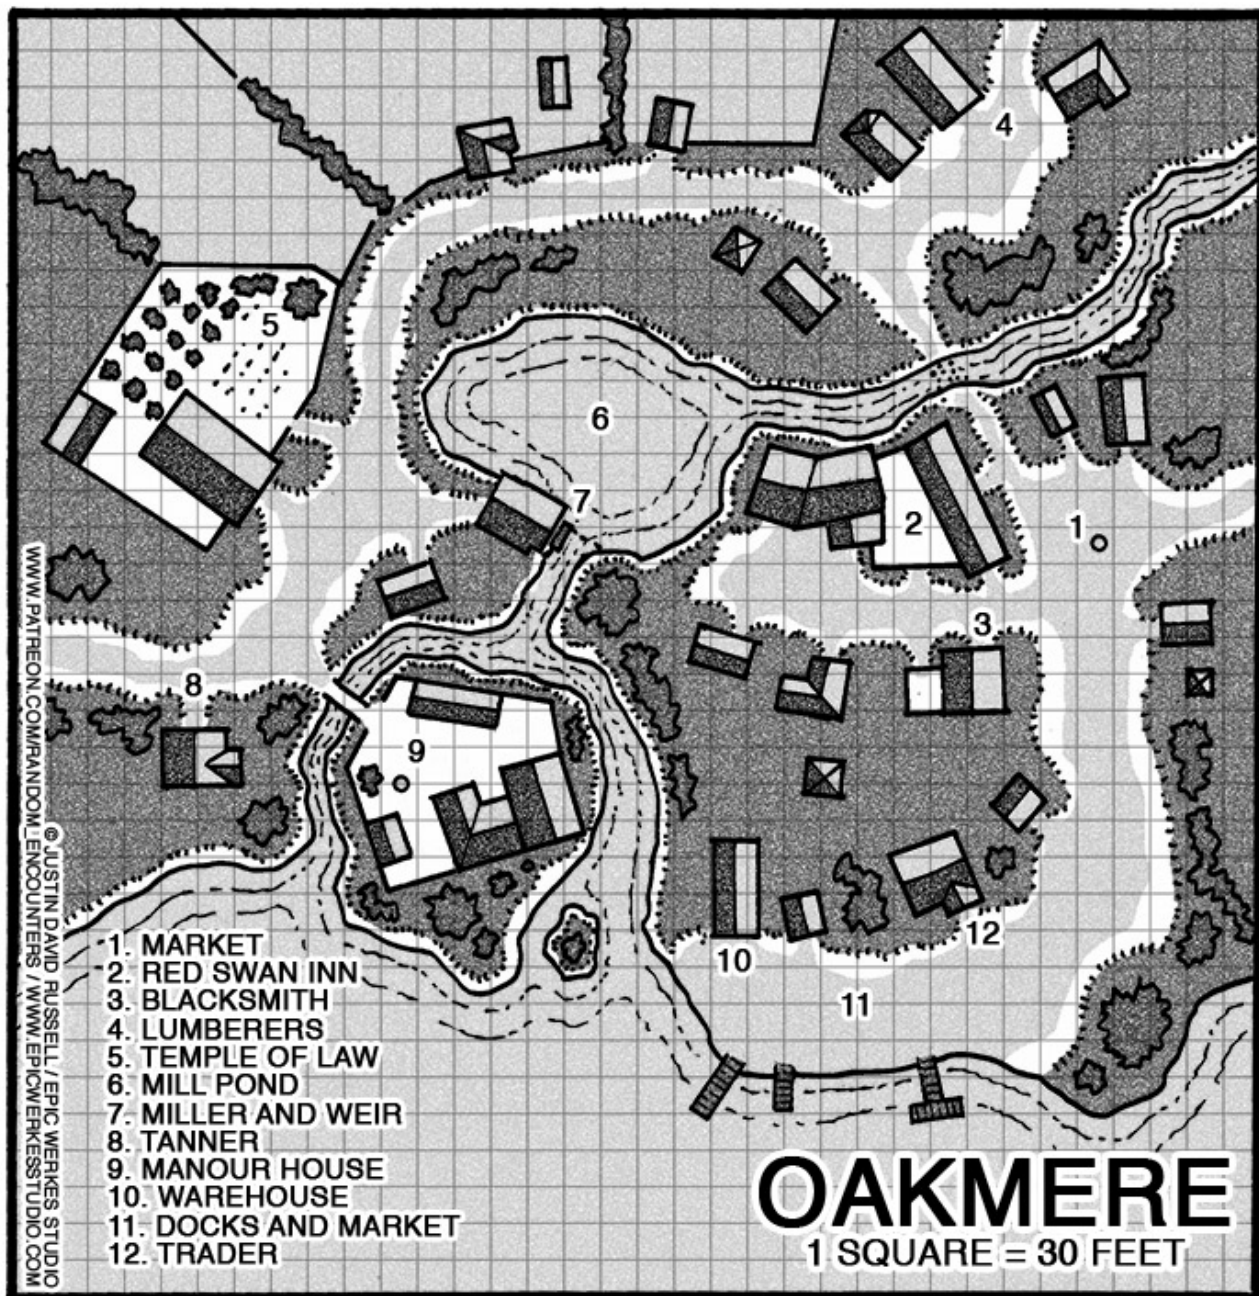 4
5
6
7
2
1
3
8
9
10
12
11
1. MARKET
2. RED SWAN INN
3. BLACKSMITH
4. LUMBERERS
5. TEMPLE OF LAW
6. MILL POND
7. MILLER AND WEIR
8. TANNER
9. MANOUR HOUSE
10. WAREHOUSE
11. DOCKS AND MARKET
12. TRADER
OAKMERE
1 SQUARE = 30 FEET
© JUSTIN DAVID RUSSELL / EPIC WERKES STUDIO
WWW.PATREON.COM/RANDOM_ENCOUNTERS / WWW.EPICWERKESSTUDIO.COM